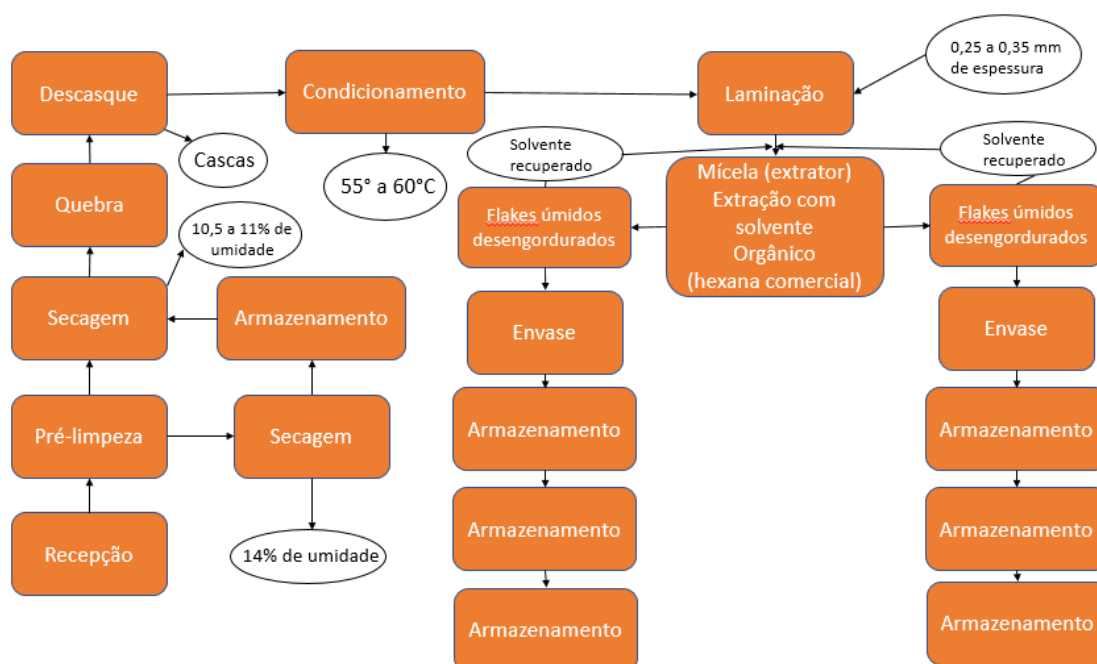 0,25 a 0,35 mm
de espessura
Descasque
Condicionamento
Laminação
Cascas
55° a 60°C
Solvente
recuperado
Solvente
recuperado
Mícela (extrator)
Extração com
solvente
Orgânico
(hexana comercial)
Quebra
10,5 a 11% de
umidade
Flakes úmidos
desengordurados
Flakes úmidos
desengordurados
Secagem
Armazenamento
Envase
Envase
Pré-limpeza
Secagem
Armazenamento
Armazenamento
Recepção
14% de umidade
Armazenamento
Armazenamento
Armazenamento
Armazenamento